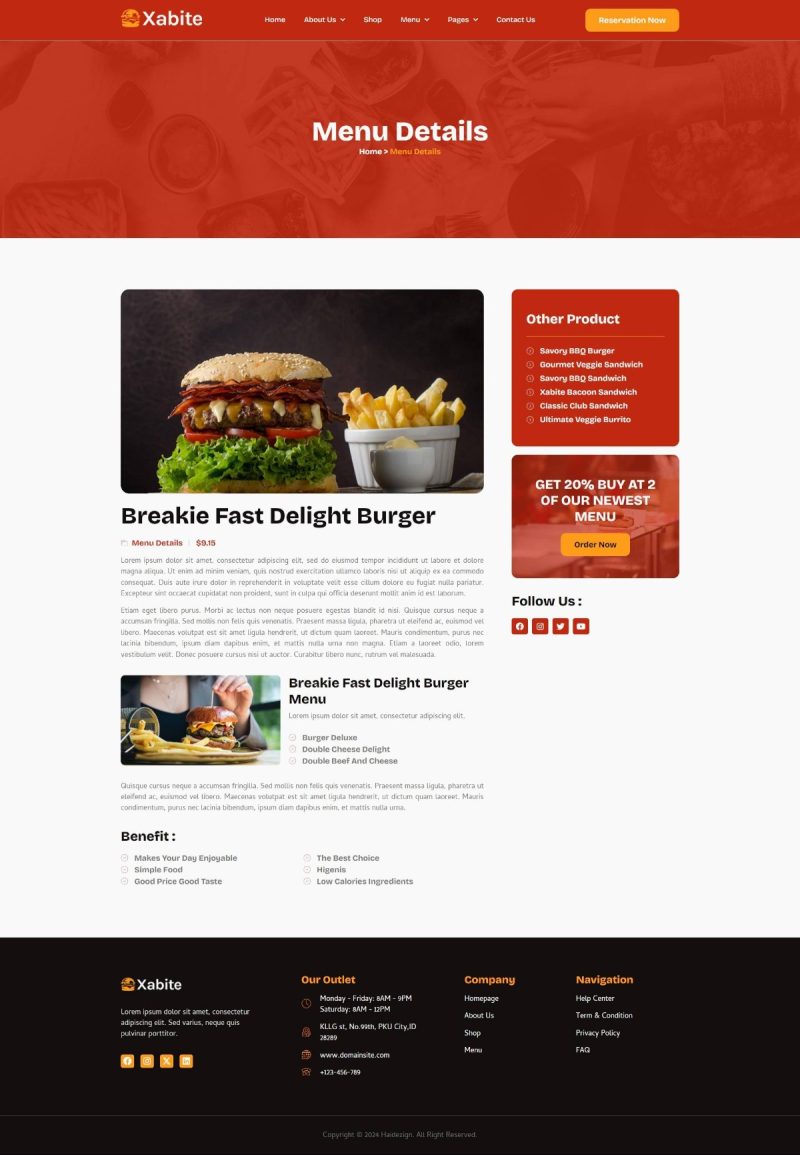 Xabite
Home About Us Shop Menu Pages Contact Us
Reservation Now
Menu Details
Home > Menu Details
Breakie Fast Delight Burger
Menu Details | $9.15
Lorem ipsum dolor sit amet, consectetur adipiscing elit, sed do eiusmod tempor incididunt ut labore et dolore
magna aliqua. Ut enim ad minim veniam, quis nostrud exercitation ullamco laboris nisi ut aliquip ex ea commodo
consequat. Duis aute irure dolor in reprehenderit in voluptate velit esse cillum dolore eu fugiat nulla pariatur.
Excepteur sint occaecat cupidatat non proident, sunt in culpa qui officia deserunt mollit anim id est laborum.
Etiam eget libero purus. Morbi ac lectus non neque posuere egestas blandit id nisi. Quisque cursus neque a
accumsan fringilla. Sed mollis non felis quis venenatis. Praesent massa ligula, pharetra ut eleifend ac, euismod vel
libero. Maecenas volutpat est sit amet ligula hendrerit, ut dictum quam laoreet. Mauris condimentum, purus nec
lacinia bibendum, ipsum diam dapibus enim, et mattis nulla urna non magna. Etiam a laoreet odio, lorem
vestibulum velit. Donec posuere cursus nisi ut auctor. Curabitur libero nunc, rutrum vel malesuada.
Breakie Fast Delight Burger
Menu
Lorem ipsum dolor sit amet, consectetur adipiscing elit.
Burger Deluxe
Double Cheese Delight
Double Beef And Cheese
Quisque cursus neque a accumsan fringilla. Sed mollis non felis quis venenatis. Praesent massa ligula, pharetra ut
eleifend ac, euismod vel libero. Maecenas volutpat est sit amet ligula hendrerit, ut dictum quam laoreet. Mauris
condimentum, purus nec lacinia bibendum, ipsum diam dapibus enim, et mattis nulla urna.
Benefit :
Makes Your Day Enjoyable
Simple Food
Good Price Good Taste
The Best Choice
Higenis
Low Calories Ingredients
Other Product
Savory BBQ Burger
Gourmet Veggie Sandwich
Savory BBQ Sandwich
Xabite Bacoon Sandwich
Classic Club Sandwich
Ultimate Veggie Burrito
GET 20% BUY AT 2
OF OUR NEWEST
MENU
Order Now
Follow Us :
Xabite
Lorem ipsum dolor sit amet, consectetur
adipiscing elit. Sed varius, neque quis
pulvinar porttitor.
Our Outlet
Monday - Friday: 8AM - 9PM
Saturday: 8AM - 12PM
KLLG st, No.99th, PKU City,ID
28289
www.domainsite.com
+123-456-789
Company
Homepage
About Us
Shop
Menu
Navigation
Help Center
Term & Condition
Privacy Policy
FAQ
Copyright © 2024 Haidezign. All Right Reserved.